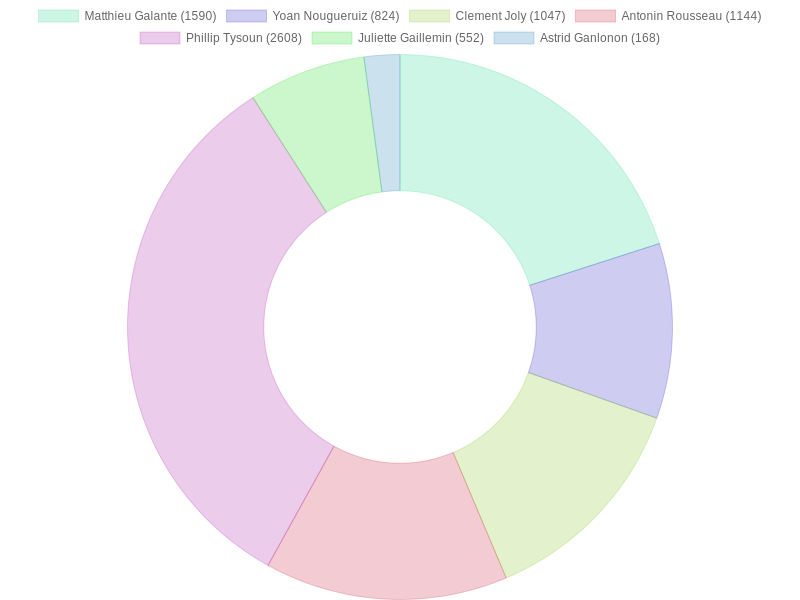 Matthieu Galante (1590) Yoan Nougueruiz (824) Clement Joly (1047) Antonin Rousseau (1144)
Phillip Tysoun (2608) Juliette Gaillemin (552) Astrid Ganlonon (168)